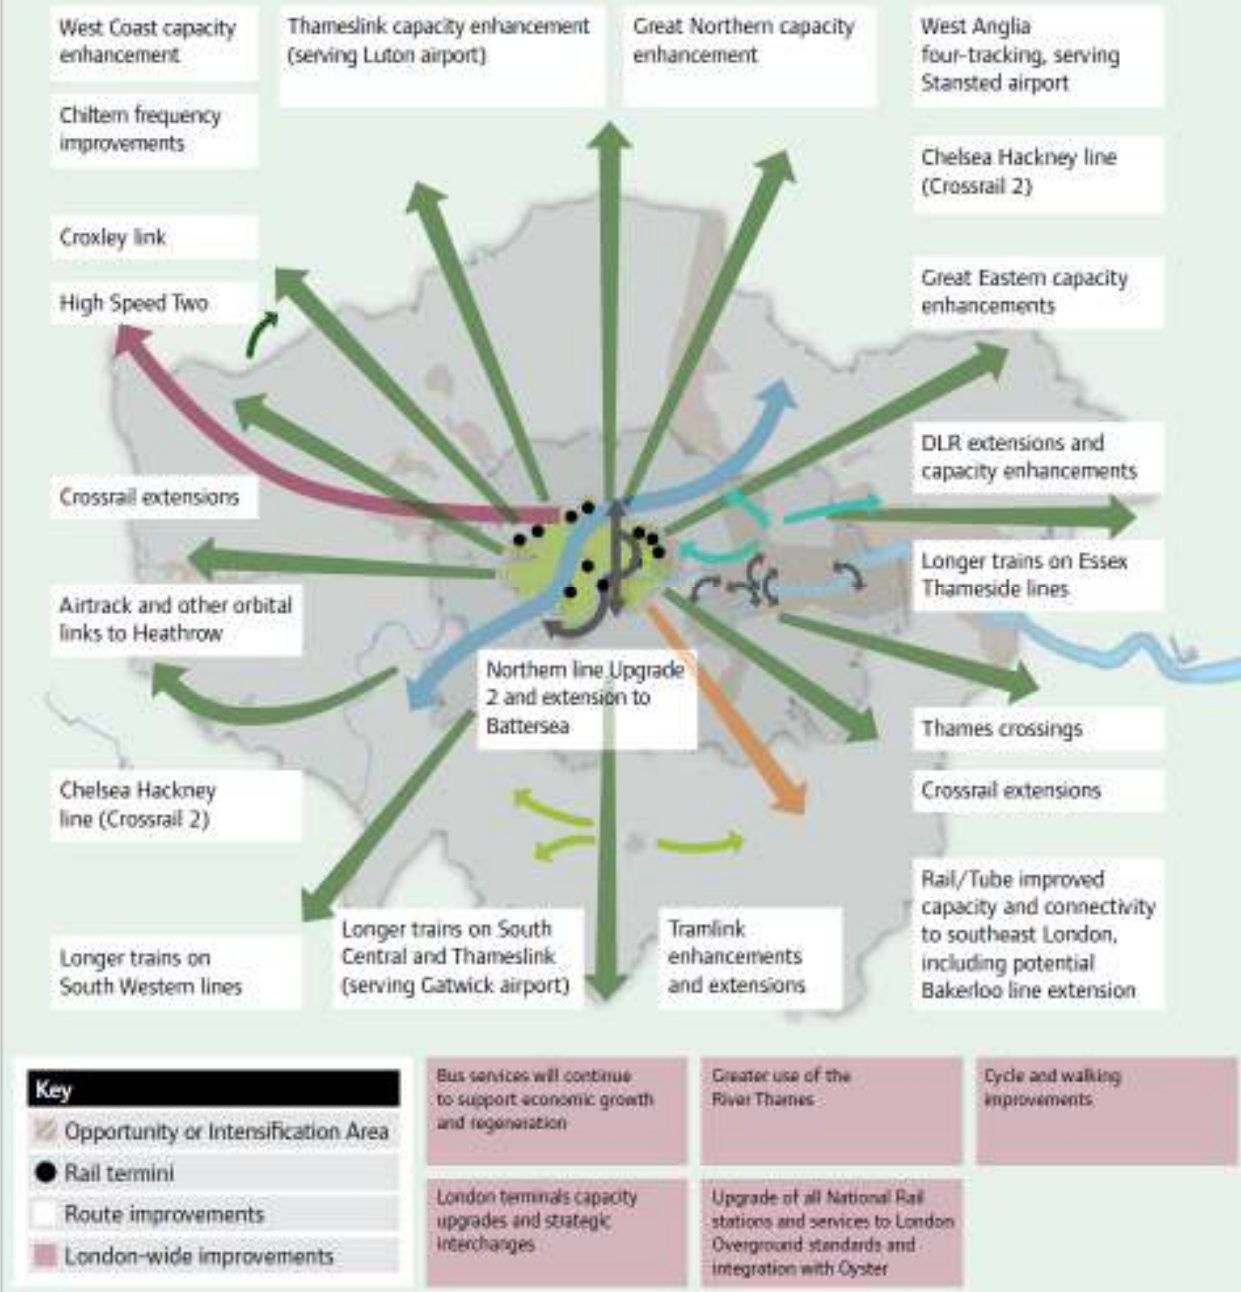 West Coast capacity
enhancement
Thameslink capacity enhancement
(serving Luton airport)
Great Northern capacity
enhancement
West Anglia
four-tracking, serving
Stansted airport
Chiltern frequency
improvements
Chelsea Hackney line
(Crossrail 2)
Croxley link
Great Eastern capacity
enhancements
High Speed Two
DLR extensions and
capacity enhancements
Crossrail extensions
Longer trains on Essex
Thameside lines
Airtrack and other orbital
links to Heathrow
Northern line Upgrade
2 and extension to
Battersea
Thames crossings
Chelsea Hackney
line (Crossrail 2)
Crossrail extensions
Rail/Tube improved
capacity and connectivity
to southeast London,
including potential
Bakerloo line extension
Longer trains on
South Western lines
Longer trains on South
Central and Thameslink
(serving Gatwick airport)
Tramlink
enhancements
and extensions
Key
Opportunity or Intensification Area
Rail termini
Route improvements
London-wide improvements
Bus services will continue
to support economic growth
and regeneration
Greater use of the
River Thames
Cycle and walking
improvements
London terminals capacity
upgrades and strategic
interchanges
Upgrade of all National Rail
stations and services to London
Overground standards and
integration with Oyster